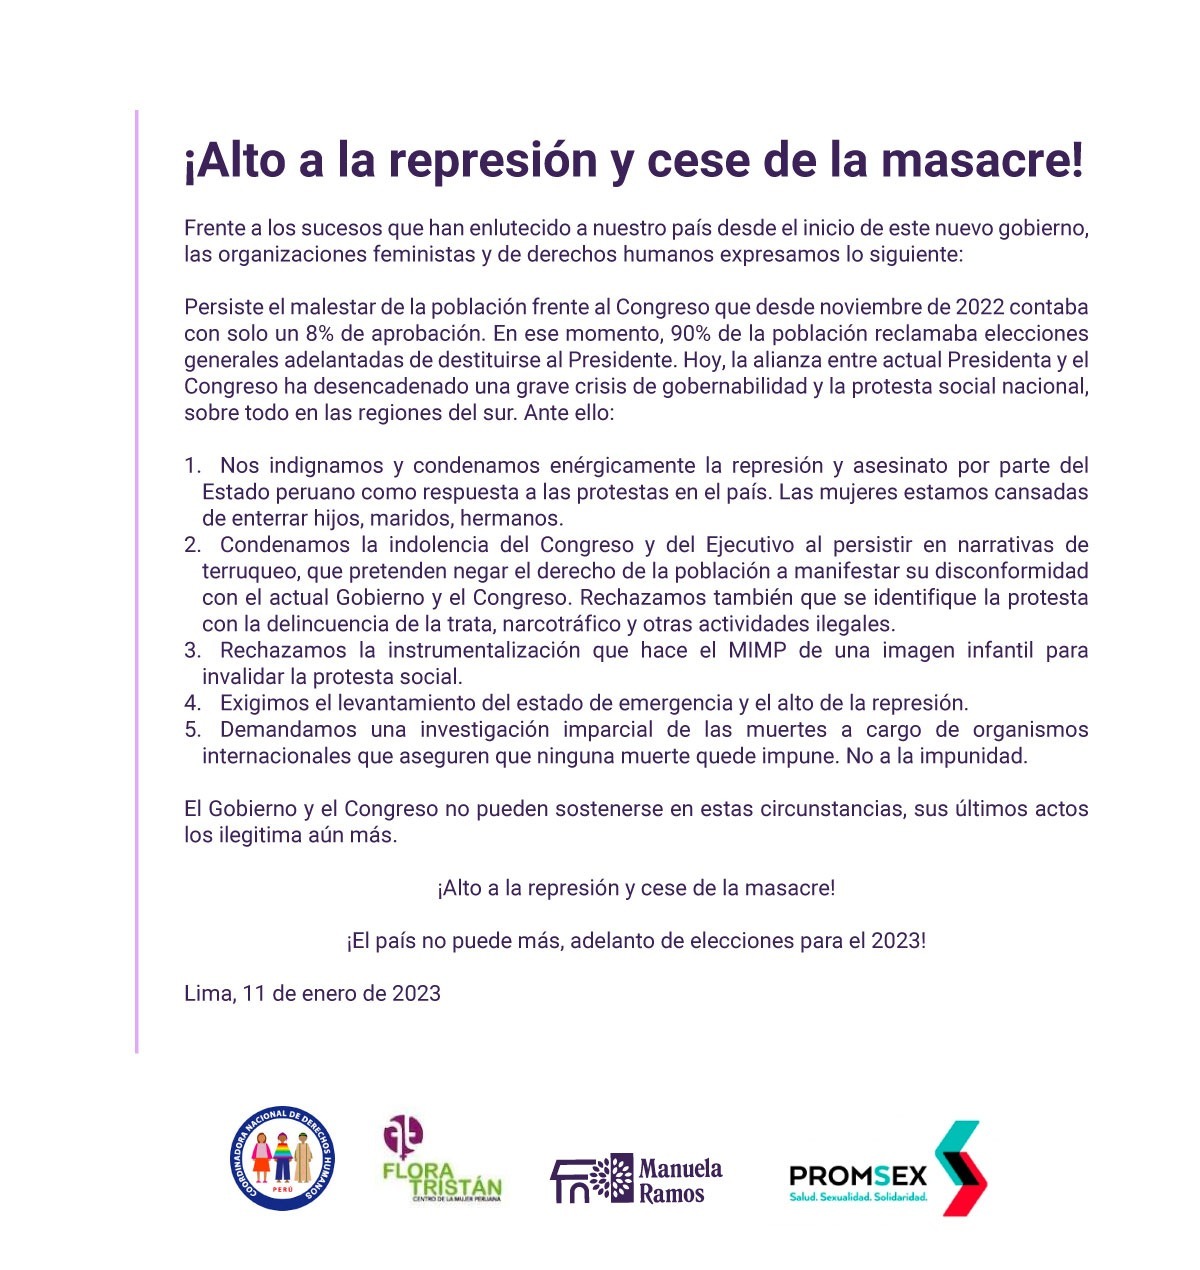 ¡Alto a la represión y cese de la masacre!
Frente a los sucesos que han enlutecido a nuestro país desde el inicio de este nuevo gobierno,
las organizaciones feministas y de derechos humanos expresamos lo siguiente:
Persiste el malestar de la población frente al Congreso que desde noviembre de 2022 contaba
con solo un 8% de aprobación. En ese momento, 90% de la población reclamaba elecciones
generales adelantadas de destituirse al Presidente. Hoy, la alianza entre actual Presidenta y el
Congreso ha desencadenado una grave crisis de gobernabilidad y la protesta social nacional,
sobre todo en las regiones del sur. Ante ello:
1. Nos indignamos y condenamos enérgicamente la represión y asesinato por parte del
Estado peruano como respuesta a las protestas en el país. Las mujeres estamos cansadas
de enterrar hijos, maridos, hermanos.
2. Condenamos la indolencia del Congreso y del Ejecutivo al persistir en narrativas de
terruqueo, que pretenden negar el derecho de la población a manifestar su disconformidad
con el actual Gobierno y el Congreso. Rechazamos también que se identifique la protesta
con la delincuencia de la trata, narcotráfico y otras actividades ilegales.
3. Rechazamos la instrumentalización que hace el MIMP de una imagen infantil para
invalidar la protesta social.
4. Exigimos el levantamiento del estado de emergencia y el alto de la represión.
5. Demandamos una investigación imparcial de las muertes a cargo de organismos
internacionales que aseguren que ninguna muerte quede impune. No a la impunidad.
El Gobierno y el Congreso no pueden sostenerse en estas circunstancias, sus últimos actos
los ilegitima aún más.
¡Alto a la represión y cese de la masacre!
¡El país no puede más, adelanto de elecciones para el 2023!
Lima, 11 de enero de 2023
COORDINADORA NACIONAL DE DERECHOS HUMANOS
PERÚ
FLORA
TRISTÁN
CENTRO DE LA MUJER PERUANA
Manuela
Ramos
PROMSEX
Salud. Sexualidad. Solidaridad.